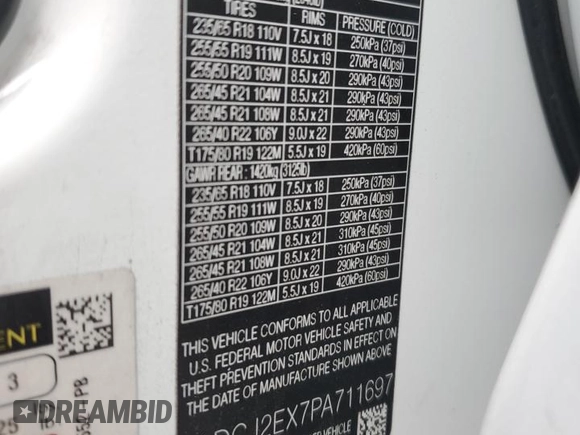 TIRES RIMS PRESSURE (COLD)
235/65 R18 110V 7.5J x 18 250kPa (37psi)
255/55 R19 111W 8.5J x 19 270kPa (40psi)
255/50 R20 109W 8.5J x 20 290kPa (43psi)
265/45 R21 104W 8.5J x 21 290kPa (43psi)
265/45 R21 108W 8.5J x 21 290kPa (43psi)
265/40 R22 106Y 9.0J x 22 290kPa (43psi)
T175/80 R19 122M 5.5J x 19 420kPa (60psi)
GAWR REAR : 1420kg (3125lb)
235/65 R18 110V 7.5J x 18 250kPa (37psi)
255/55 R19 111W 8.5J x 19 270kPa (40psi)
255/50 R20 109W 8.5J x 20 290kPa (43psi)
265/45 R21 104W 8.5J x 21 310kPa (45psi)
265/45 R21 108W 8.5J x 21 310kPa (45psi)
265/40 R22 106Y 9.0J x 22 290kPa (43psi)
T175/80 R19 122M 5.5J x 19 420kPa (60psi)
THIS VEHICLE CONFORMS TO ALL APPLICABLE
U.S. FEDERAL MOTOR VEHICLE SAFETY AND
THEFT PREVENTION STANDARDS IN EFFECT ON
THE DATE OF MANUFACTURE SHOWN ABOVE
J2EX7PA711697
VEHICLE
ENT
3
25
DREAMBID
.COM